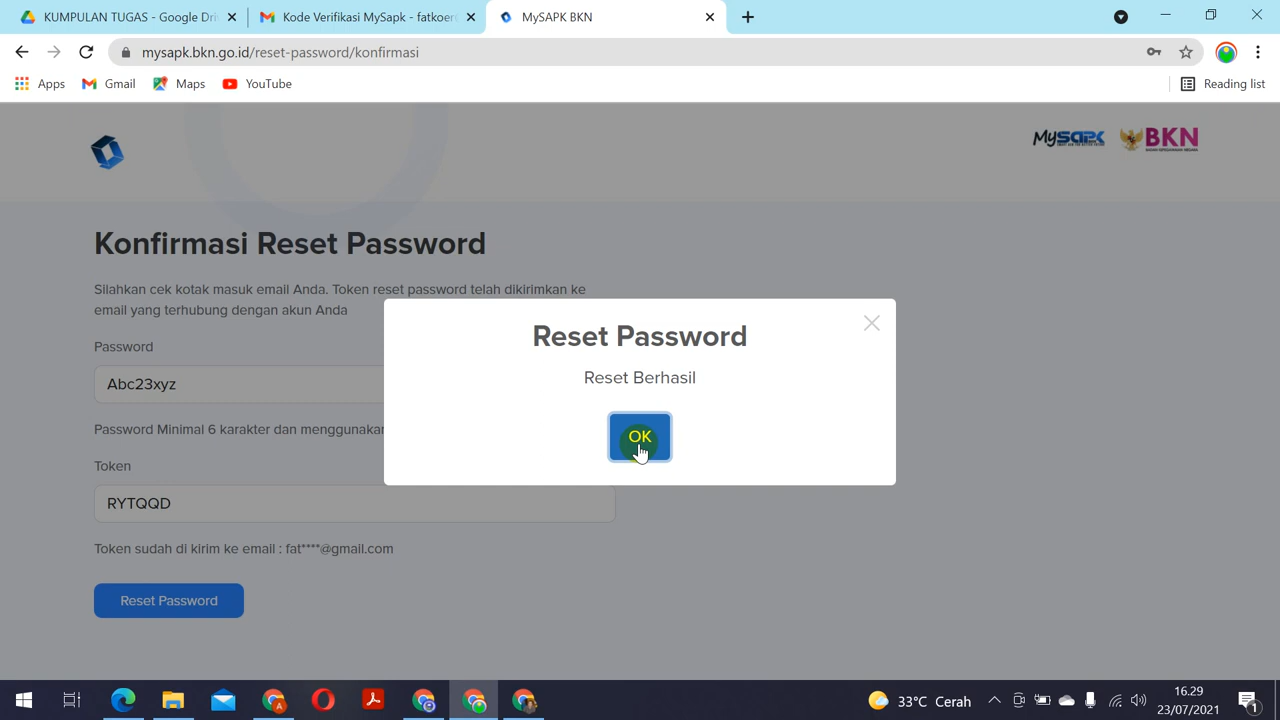 KUMPULAN TUGAS - Google Dri
Kode Verifikasi MySapk - fatkoer
MySAPK BKN
mysapk.bkn.go.id/reset-password/konfirmasi
Apps
Gmail
Maps
YouTube
Reading list
MySAPK
BKN
Konfirmasi Reset Password
Silahkan cek kotak masuk email Anda. Token reset password telah dikirimkan ke
email yang terhubung dengan akun Anda
Password
Abc23xyz
Password Minimal 6 karakter dan menggunakan
Token
RYTQQD
Token sudah di kirim ke email : fat****@gmail.com
Reset Password
Reset Password
Reset Berhasil
OK
33°C Cerah
16.29
23/07/2021
1